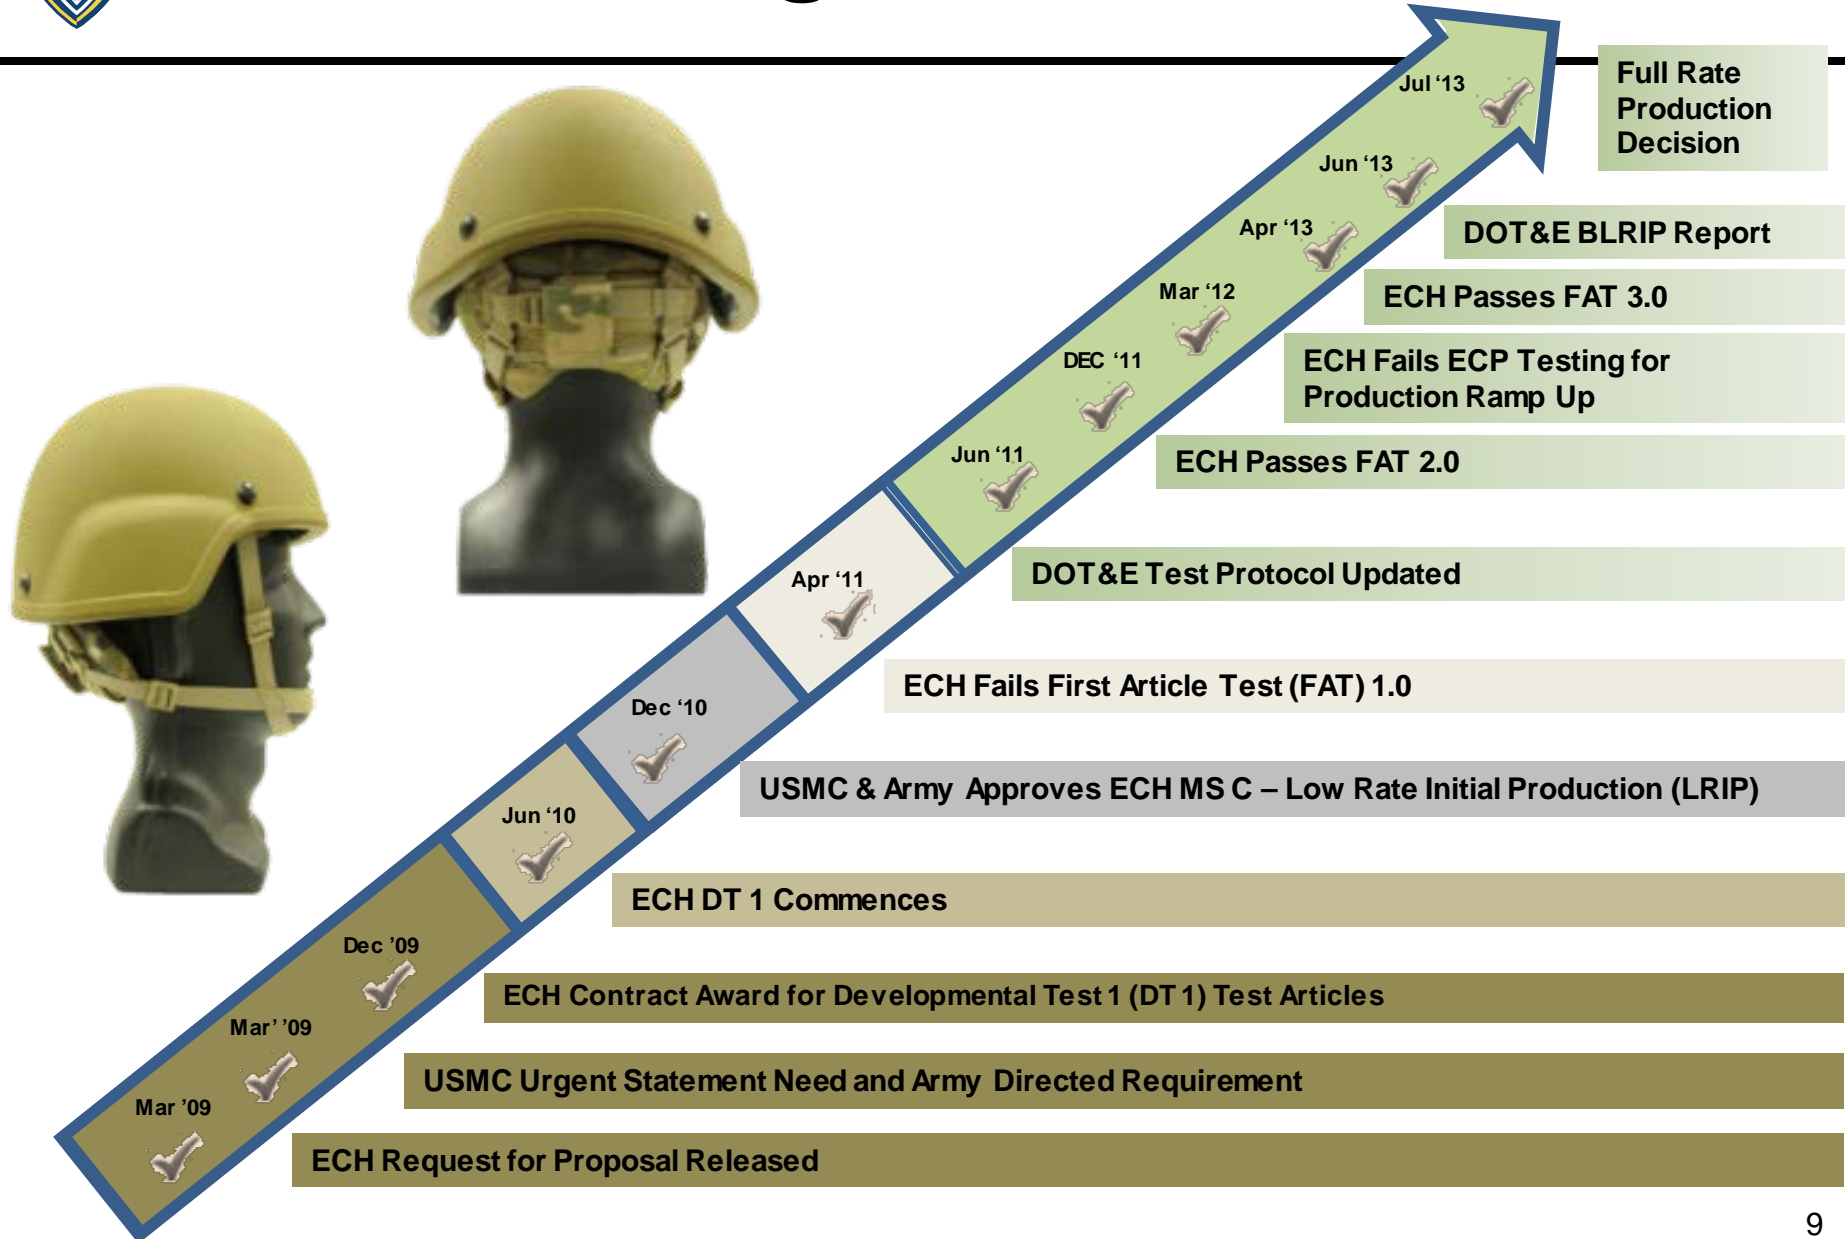 Jul ‘13
Full Rate
Production
Decision
Jun ‘13
Apr ‘13
DOT&E BLRIP Report
Mar ‘12
ECH Passes FAT 3.0
DEC ‘11
ECH Fails ECP Testing for
Production Ramp Up
Jun ‘11
ECH Passes FAT 2.0
Apr ‘11
DOT&E Test Protocol Updated
ECH Fails First Article Test (FAT) 1.0
Dec ‘10
USMC & Army Approves ECH MS C – Low Rate Initial Production (LRIP)
Jun ‘10
ECH DT 1 Commences
Dec ’09
ECH Contract Award for Developmental Test 1 (DT 1) Test Articles
Mar’ ’09
USMC Urgent Statement Need and Army Directed Requirement
Mar ’09
ECH Request for Proposal Released
9